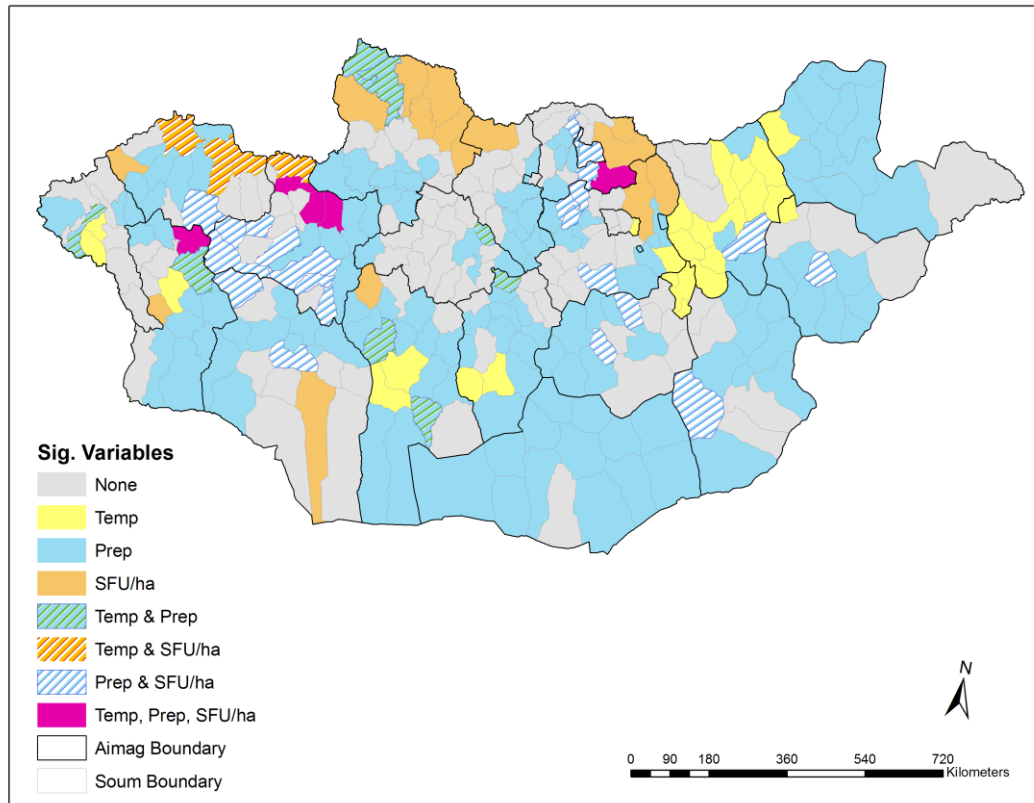 Sig. Variables
None
Temp
Prep
SFU/ha
Temp & Prep
Temp & SFU/ha
Prep & SFU/ha
Temp, Prep, SFU/ha
Aimag Boundary
Soum Boundary
N
0 90 180 360 540 720
Kilometers